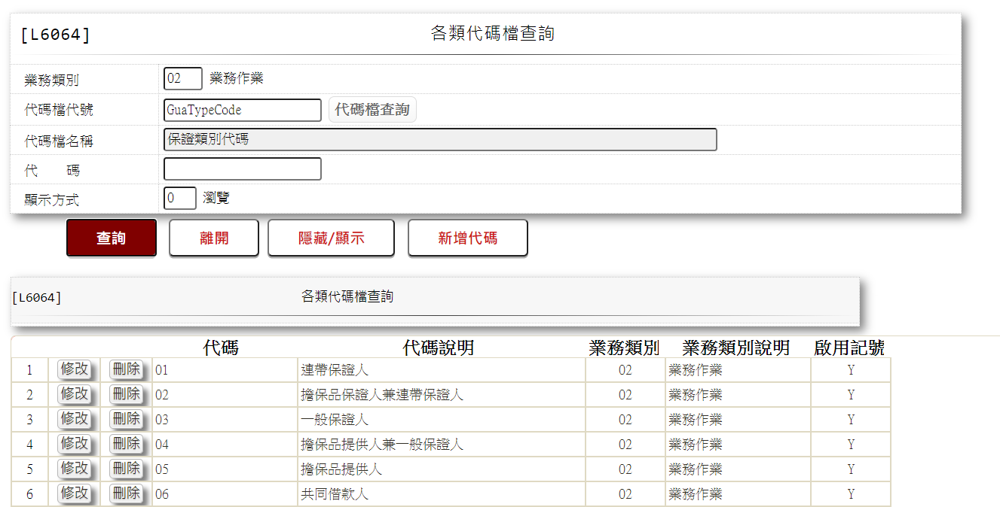 [L6064] 各類代碼檔查詢
業務類別 02 業務作業
代碼檔代號 GuaTypeCode 代碼檔查詢
代碼檔名稱 保證類別代碼
代 碼
顯示方式 0 瀏覽
查詢 離開 隱藏/顯示 新增代碼
[L6064] 各類代碼檔查詢
代碼 代碼說明 業務類別 業務類別說明 啟用記號
1 修改 刪除 01 連帶保證人 02 業務作業 Y
2 修改 刪除 02 擔保品保證人兼連帶保證人 02 業務作業 Y
3 修改 刪除 03 一般保證人 02 業務作業 Y
4 修改 刪除 04 擔保品提供人兼一般保證人 02 業務作業 Y
5 修改 刪除 05 擔保品提供人 02 業務作業 Y
6 修改 刪除 06 共同借款人 02 業務作業 Y